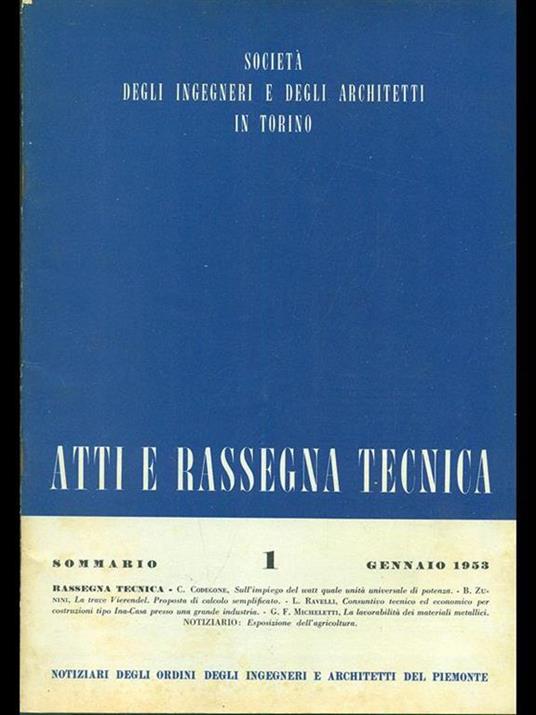 SOCIETÀ
DEGLI INGEGNERI E DEGLI ARCHITETTI
IN TORINO
ATTI E RASSEGNA TECNICA
SOMMARIO 1 GENNAIO 1953
RASSEGNA TECNICA - C. CODEGONE, Sull'impiego del watt quale unità universale di potenza. - B. ZU-
NINI, La trave Vierendel. Proposta di calcolo semplificato. - L. RAVELLI, Consuntivo tecnico ed economico per
costruzioni tipo Ina-Casa presso una grande industria. - G. F. MICHELETTI, La lavorabilità dei materiali metallici.
NOTIZIARIO: Esposizione dell'agricoltura.
NOTIZIARI DEGLI ORDINI DEGLI INGEGNERI E ARCHITETTI DEL PIEMONTE